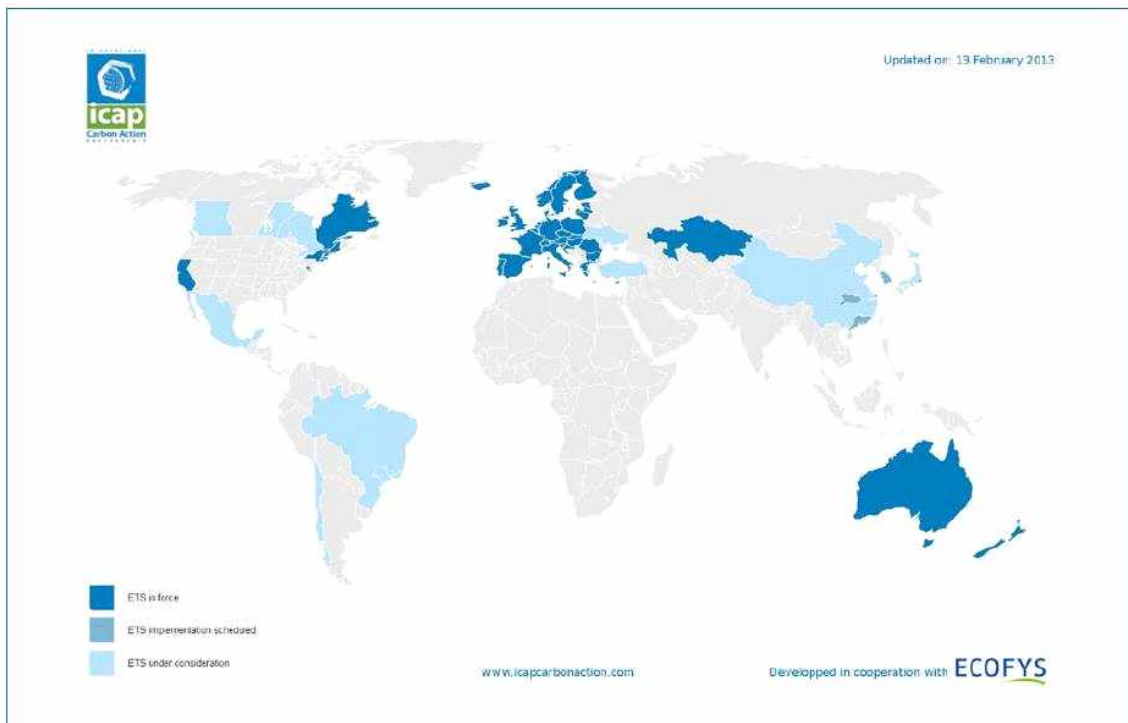 Updated on: 13 February 2013
icap
Carbon Action
PARTNERSHIP
ETS in force
ETS implementation scheduled
ETS under consideration
www.icapcarbonaction.com
Developped in cooperation with ECOFYS